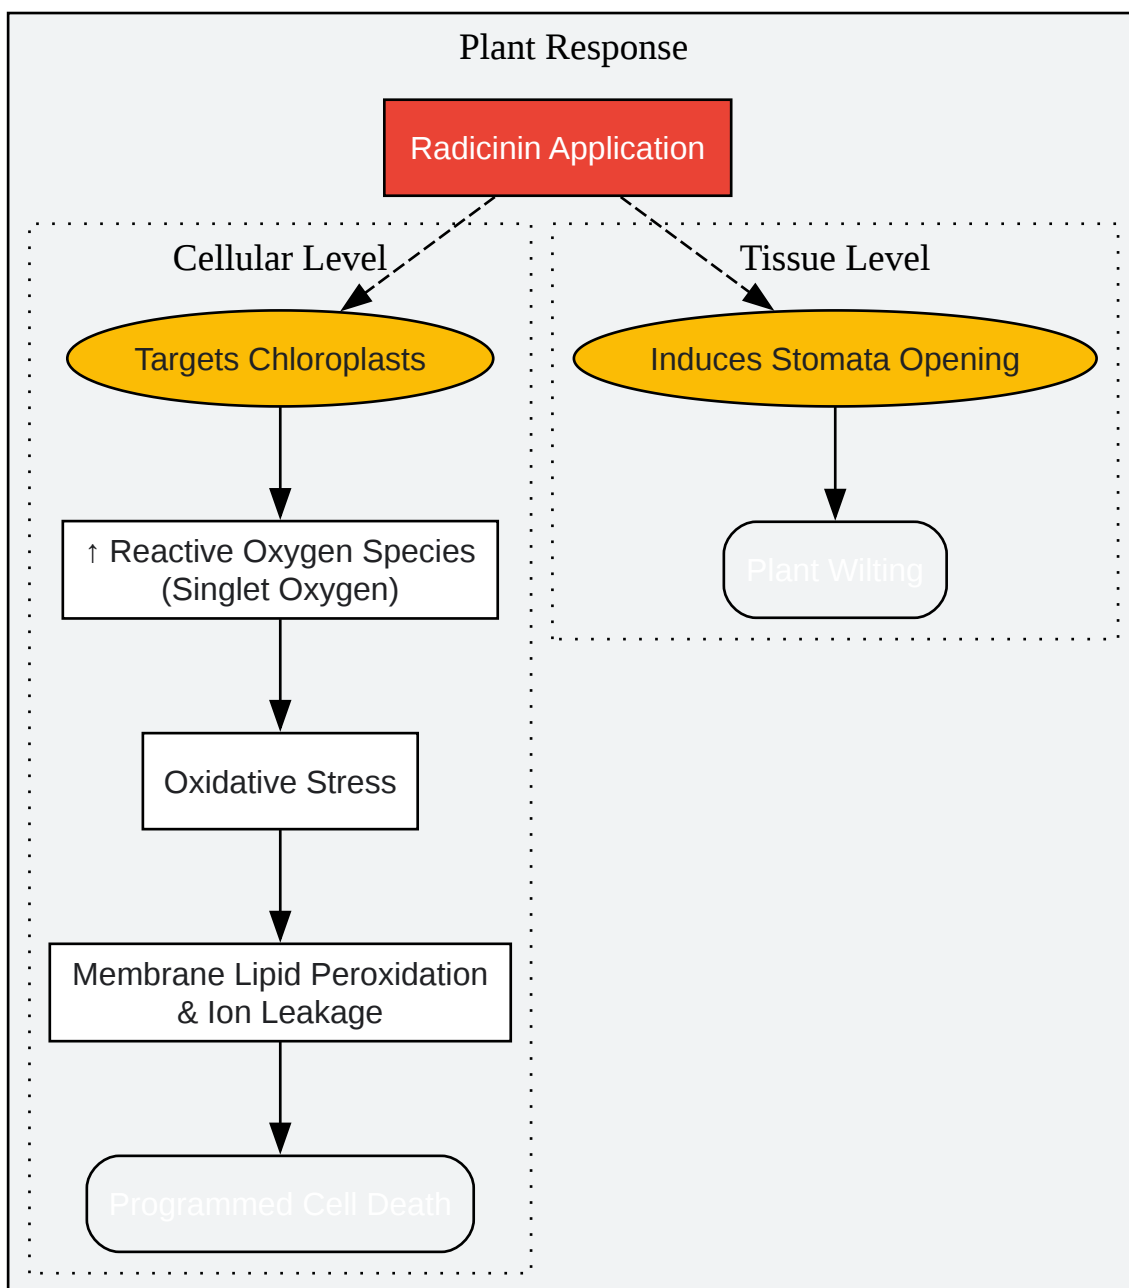 Plant Response
Radicinin Application
Cellular Level
Targets Chloroplasts
↑ Reactive Oxygen Species
(Singlet Oxygen)
Oxidative Stress
Membrane Lipid Peroxidation
& Ion Leakage
Programmed Cell Death
Tissue Level
Induces Stomata Opening
Plant Wilting